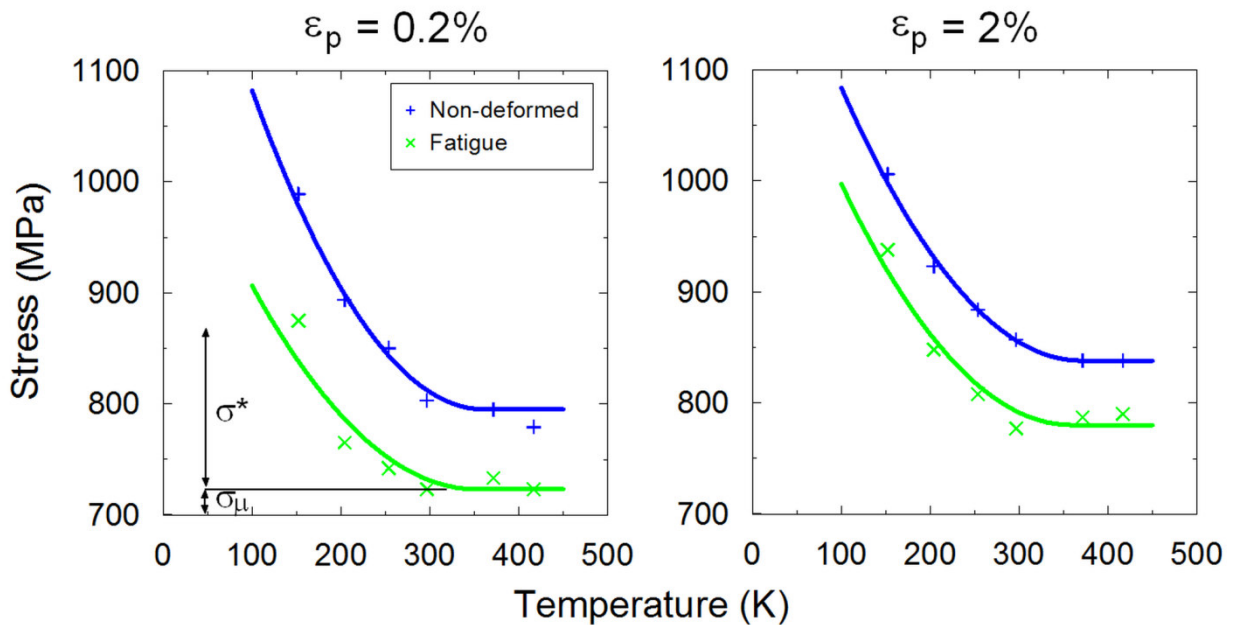 εp = 0.2%
εp = 2%
1100
1000
900
800
700
Stress (MPa)
Non-deformed
Fatigue
σ*
σμ
0 100 200 300 400 500
1100
1000
900
800
700
0 100 200 300 400 500
Temperature (K)